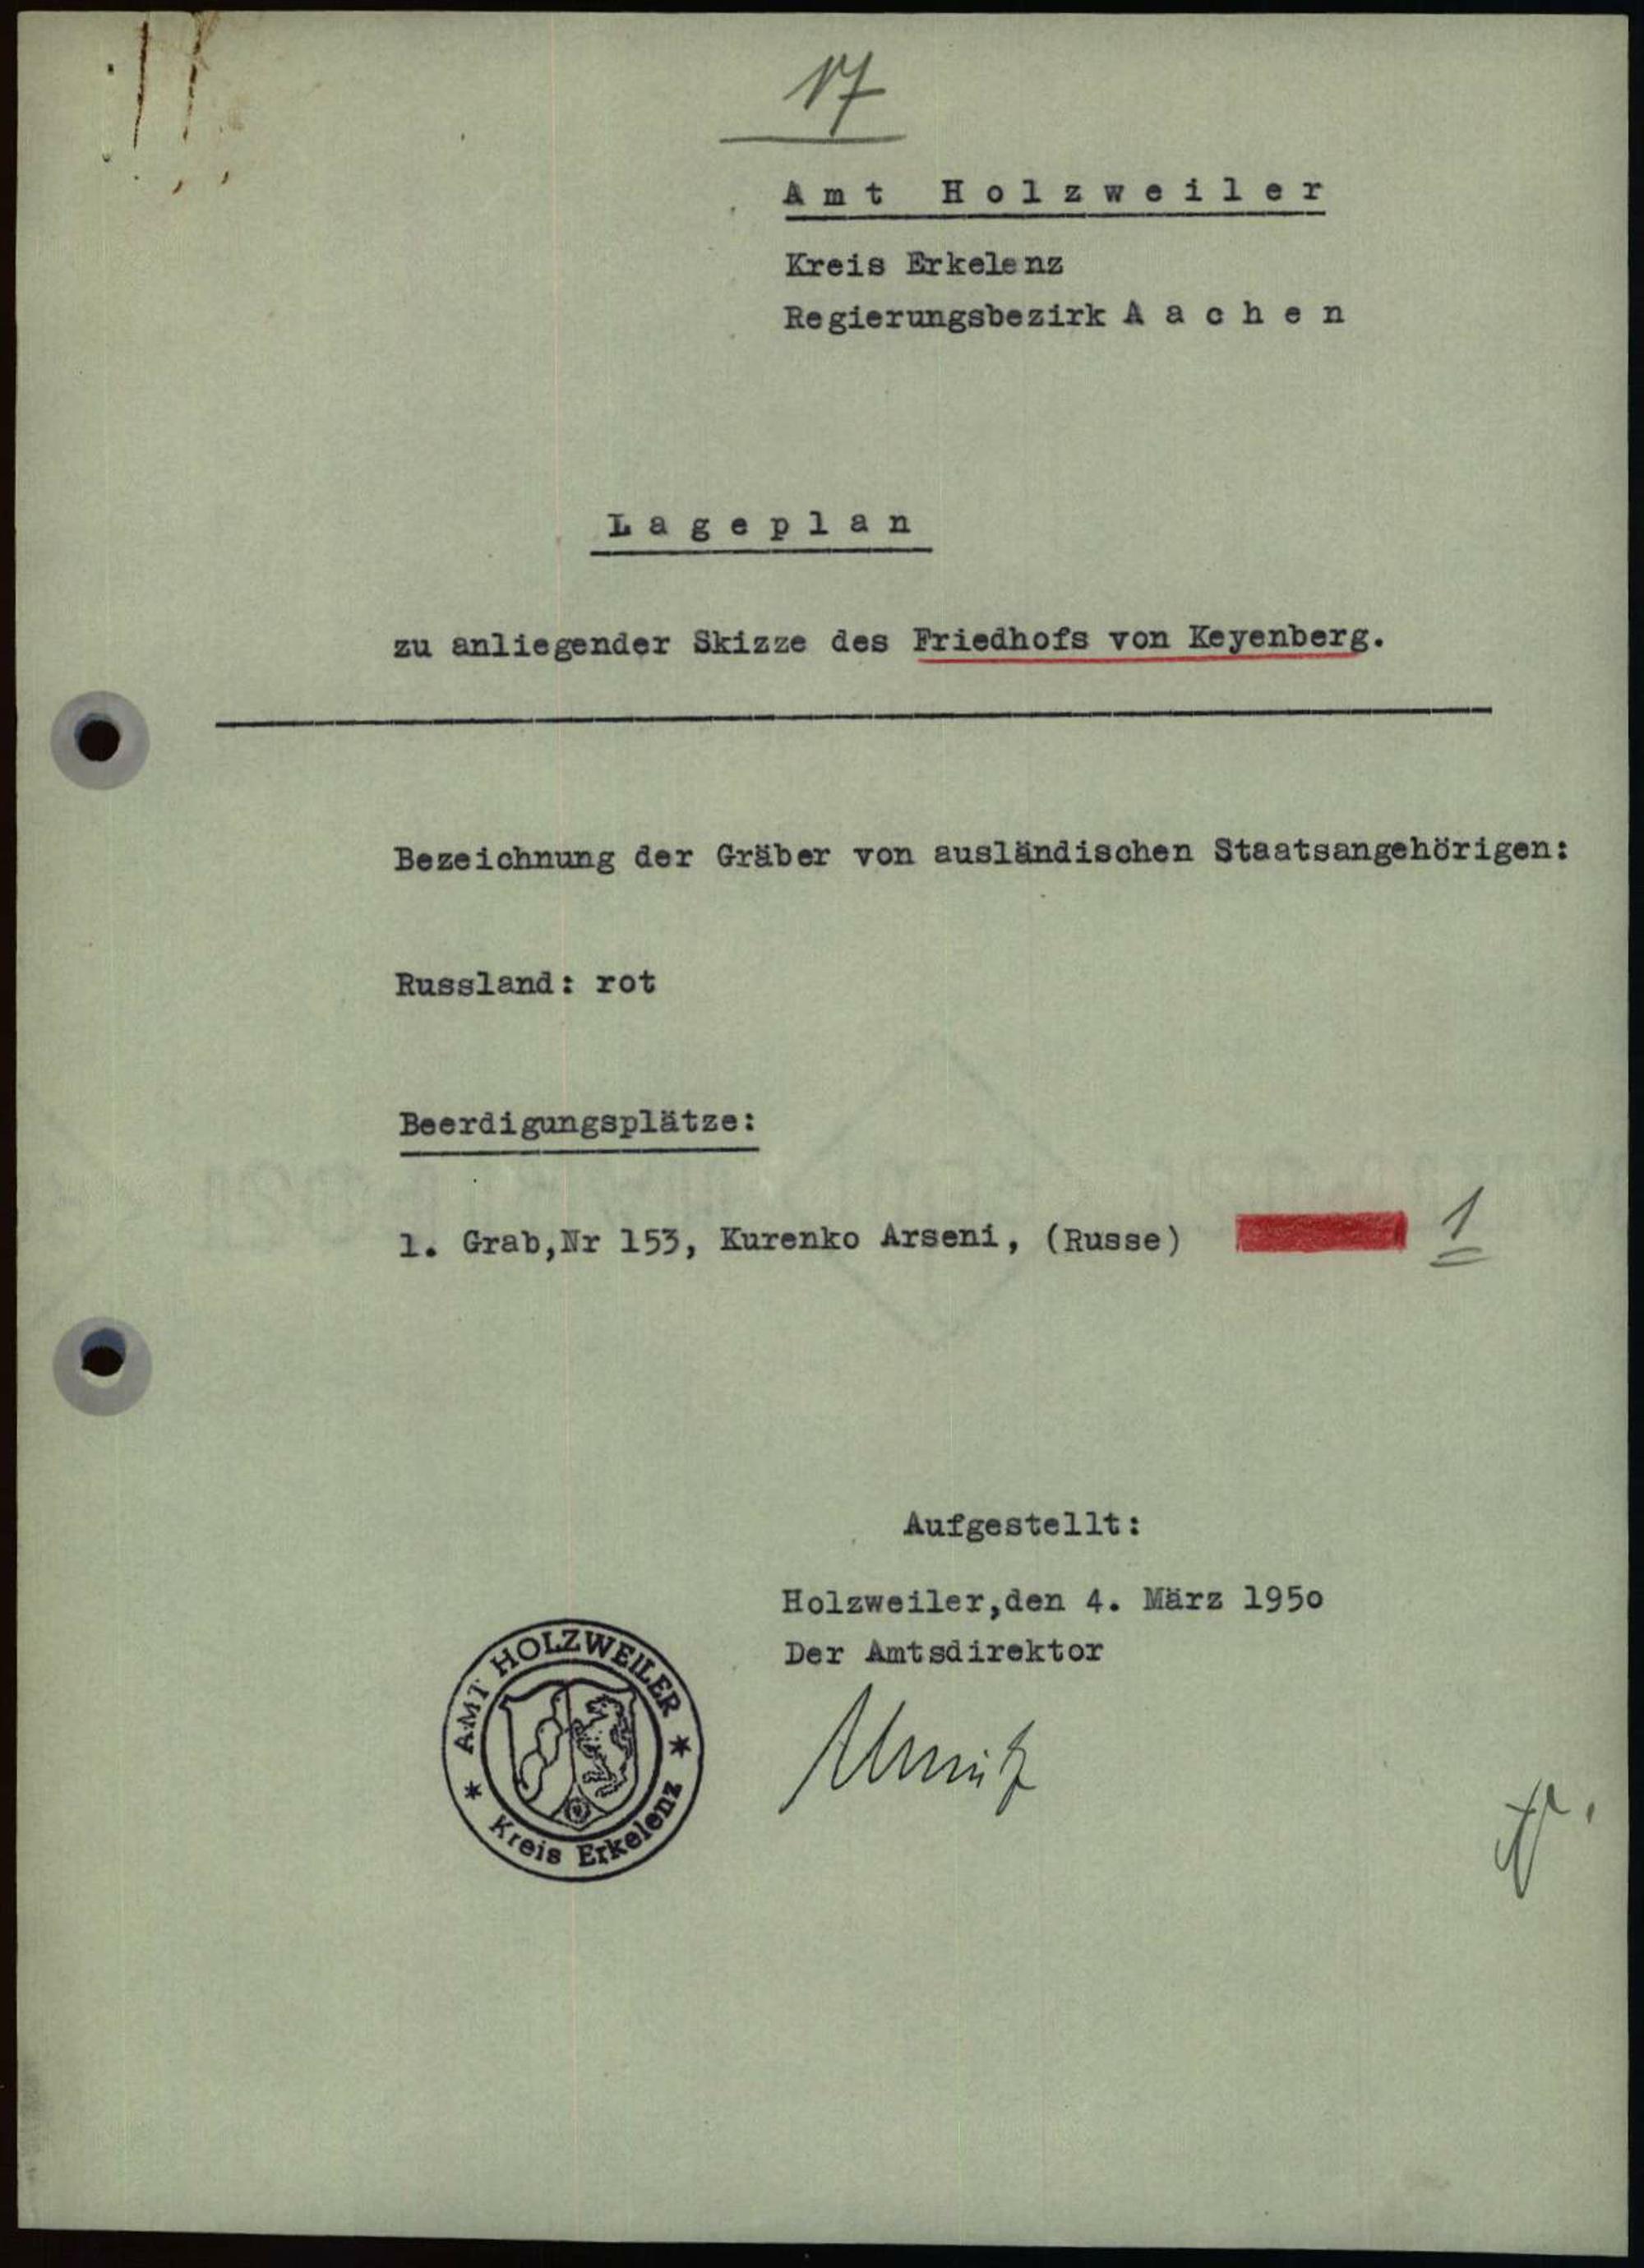 17
Amt Holzweiler
Kreis Erkelenz
Regierungsbezirk Aachen
Lageplan
zu anliegender Skizze des Friedhofs von Keyenberg.
Bezeichnung der Gräber von ausländischen Staatsangehörigen:
Russland: rot
Beerdigungsplätze:
1. Grab,Nr 153, Kurenko Arseni, (Russe) 1
Aufgestellt:
Holzweiler,den 4. März 1950
Der Amtsdirektor
AMT HOLZWEILER
Kreis Erkelenz